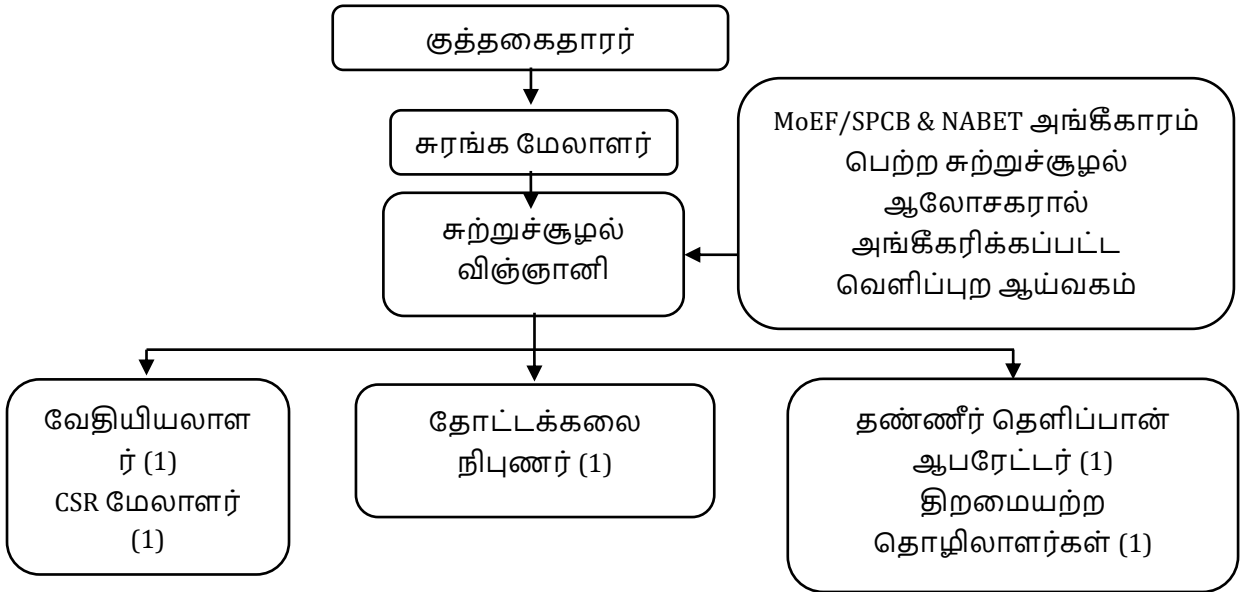 குத்தகைதாரர்
சுரங்க மேலாளர்
MoEF/SPCB & NABET அங்கீகாரம்
பெற்ற சுற்றுச்சூழல்
ஆலோசகரால்
அங்கீகரிக்கப்பட்ட
வெளிப்புற ஆய்வகம்
சுற்றுச்சூழல்
விஞ்ஞானி
வேதியியலாள
ர் (1)
CSR மேலாளர்
(1)
தோட்டக்கலை
நிபுணர் (1)
தண்ணீர் தெளிப்பான்
ஆபரேட்டர் (1)
திறமையற்ற
தொழிலாளர்கள் (1)